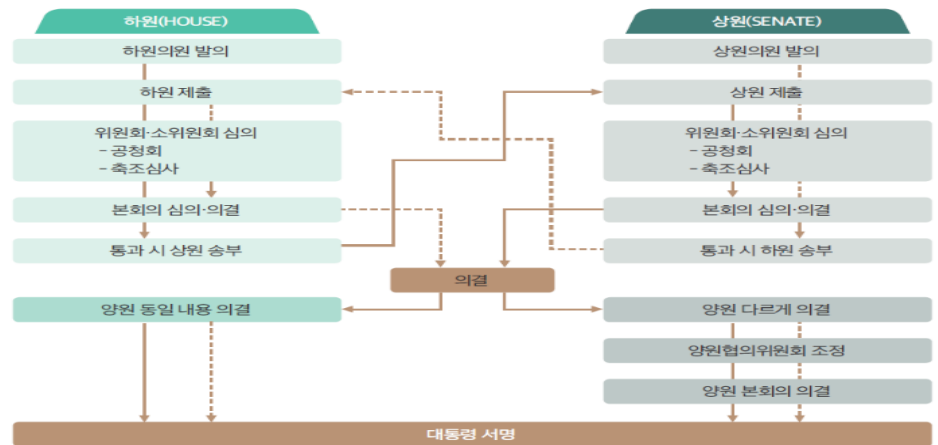 하원(HOUSE)
하원의원 발의
하원 제출
위원회·소위원회 심의
- 공청회
- 축조심사
본회의 심의·의결
통과 시 상원 송부
상원(SENATE)
상원의원 발의
상원 제출
위원회·소위원회 심의
- 공청회
- 축조심사
본회의 심의·의결
통과 시 하원 송부
의결
양원 동일 내용 의결
양원 다르게 의결
양원협의위원회 조정
양원 본회의 의결
대통령 서명